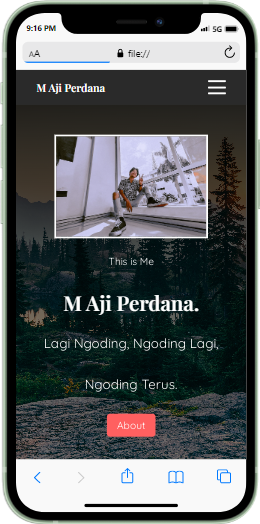 9:16 PM 5G
AA file://
M Aji Perdana
This is Me
M Aji Perdana.
Lagi Ngoding, Ngoding Lagi,
Ngoding Terus.
About